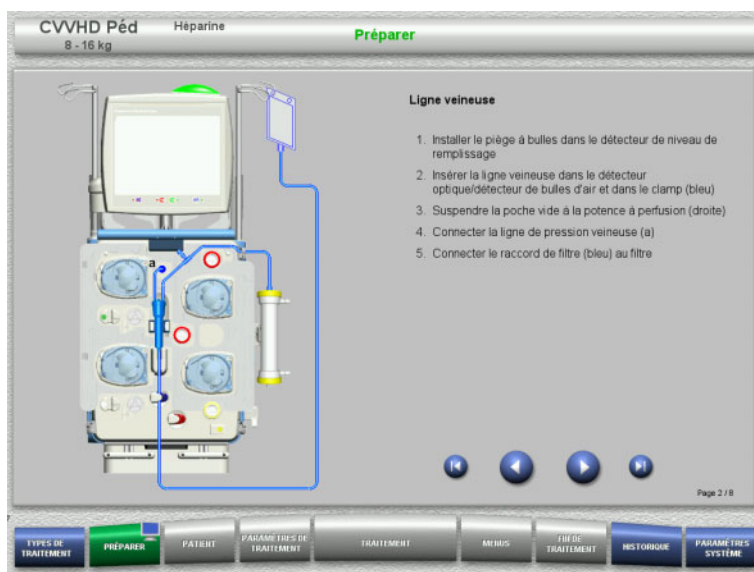 CVVHD Péd
8 - 16 kg
Héparine
Préparer
Ligne veineuse
1. Installer le piège à bulles dans le détecteur de niveau de
remplissage
2. Insérer la ligne veineuse dans le détecteur
optique/détecteur de bulles d'air et dans le clamp (bleu)
3. Suspendre la poche vide à la potence à perfusion (droite)
4. Connecter la ligne de pression veineuse (a)
5. Connecter le raccord de filtre (bleu) au filtre
a
Page 2 / 8
TYPES DE
TRAITEMENT
PRÉPARER
PATIENT
PARAMÈTRES DE
TRAITEMENT
TRAITEMENT
MENUS
FIN DE
TRAITEMENT
HISTORIQUE
PARAMÈTRES
SYSTÈME